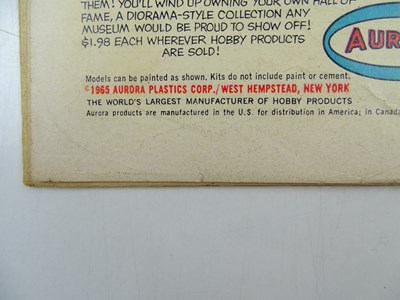 THEM! YOU'LL WIND UP OWNING YOUR OWN HALL OF
FAME, A DIORAMA-STYLE COLLECTION ANY
MUSEUM WOULD BE PROUD TO SHOW OFF!
$1.98 EACH WHEREVER HOBBY PRODUCTS
ARE SOLD!
AURO
Models can be painted as shown. Kits do not include paint or cement.
©1965 AURORA PLASTICS CORP./WEST HEMPSTEAD, NEW YORK
THE WORLD'S LARGEST MANUFACTURER OF HOBBY PRODUCTS
Aurora products are manufactured in the U.S. for distribution in America; in Canad